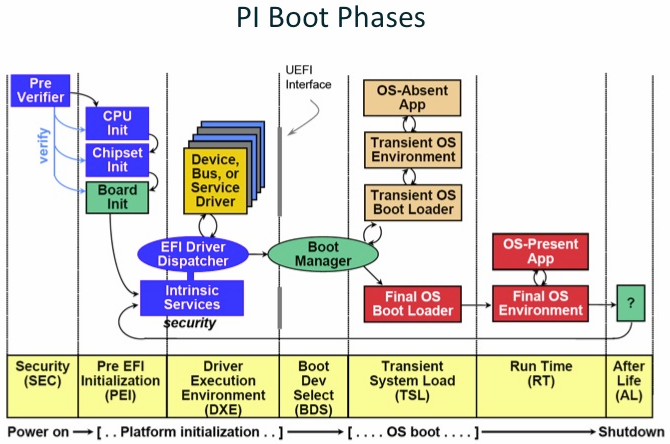 PI Boot Phases
UEFI
Interface
Pre
Verifier
verify
CPU
Init
Chipset
Init
Board
Init
Device,
Bus, or
Service
Driver
EFI Driver
Dispatcher
Intrinsic
Services
security
Boot
Manager
OS-Absent
App
Transient OS
Environment
Transient OS
Boot Loader
Final OS
Boot Loader
OS-Present
App
Final OS
Environment
?
Security
(SEC)
Pre EFI
Initialization
(PEI)
Driver
Execution
Environment
(DXE)
Boot
Dev
Select
(BDS)
Transient
System Load
(TSL)
Run Time
(RT)
After
Life
(AL)
Power on [ . . Platform initialization . . ] [ . . . . OS boot . . . . ] Shutdown